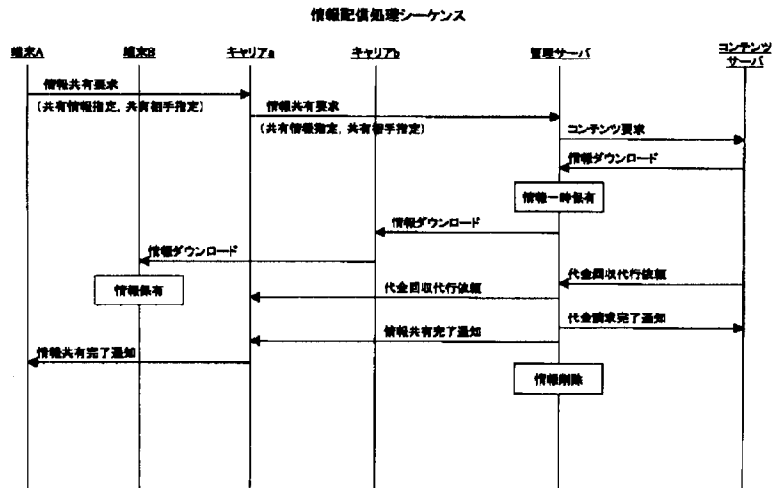 情報配信処理シーケンス
端末A
端末B
キャリアa
キャリアb
管理サーバ
コンテンツ
サーバ
情報共有要求
(共有情報指定, 共有相手指定)
情報共有要求
(共有情報指定, 共有相手指定)
コンテンツ要求
情報ダウンロード
情報一時保有
情報ダウンロード
情報ダウンロード
情報保有
代金回収代行依頼
代金回収代行依頼
代金請求完了通知
情報共有完了通知
情報共有完了通知
情報削除